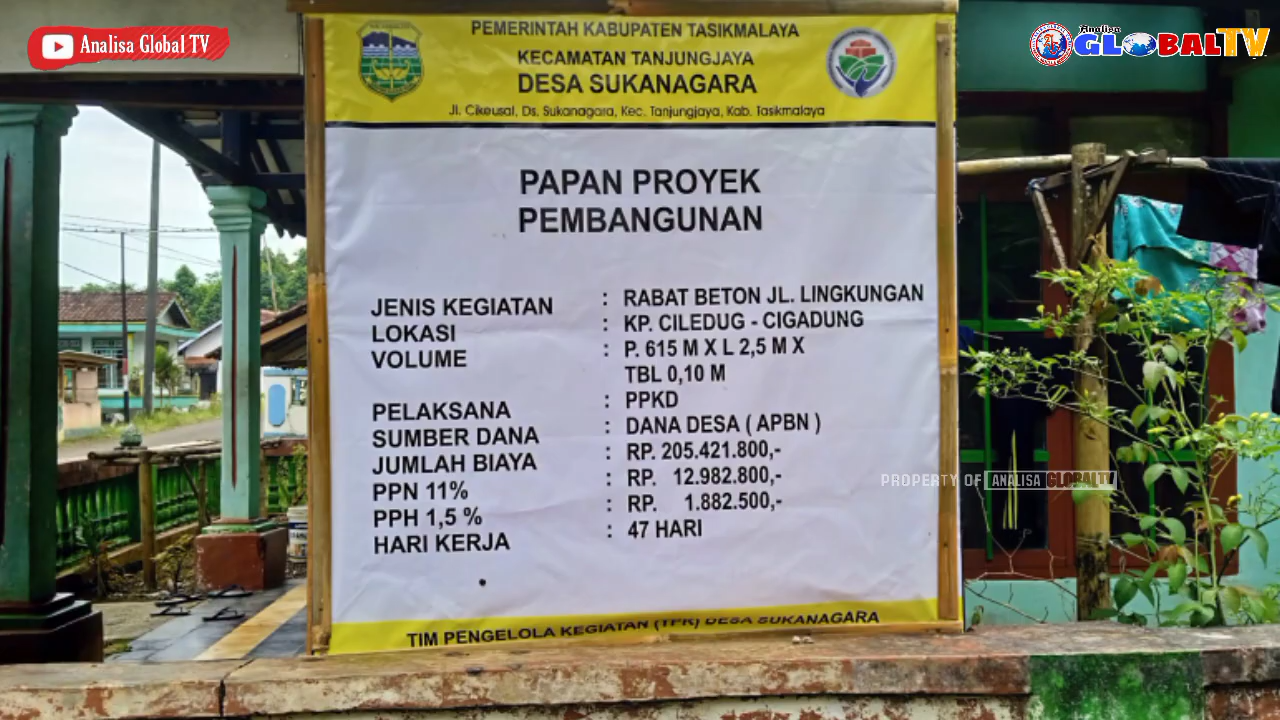 Analisa Global TV
Analisa
GLOBAL TV
PEMERINTAH KABUPATEN TASIKMALAYA
KECAMATAN TANJUNGJAYA
DESA SUKANAGARA
Jl. Cikeusal, Ds. Sukanagara, Kec. Tanjungjaya, Kab. Tasikmalaya
PAPAN PROYEK
PEMBANGUNAN
JENIS KEGIATAN : RABAT BETON JL. LINGKUNGAN
LOKASI : KP. CILEDUG - CIGADUNG
VOLUME : P. 615 M X L 2,5 M X
TBL 0,10 M
PELAKSANA : PPKD
SUMBER DANA : DANA DESA ( APBN )
JUMLAH BIAYA : RP. 205.421.800,-
PPN 11% : RP. 12.982.800,-
PPH 1,5 % : RP. 1.882.500,-
HARI KERJA : 47 HARI
TIM PENGELOLA KEGIATAN (TPK) DESA SUKANAGARA
PROPERTY OF ANALISA GLOBALTV